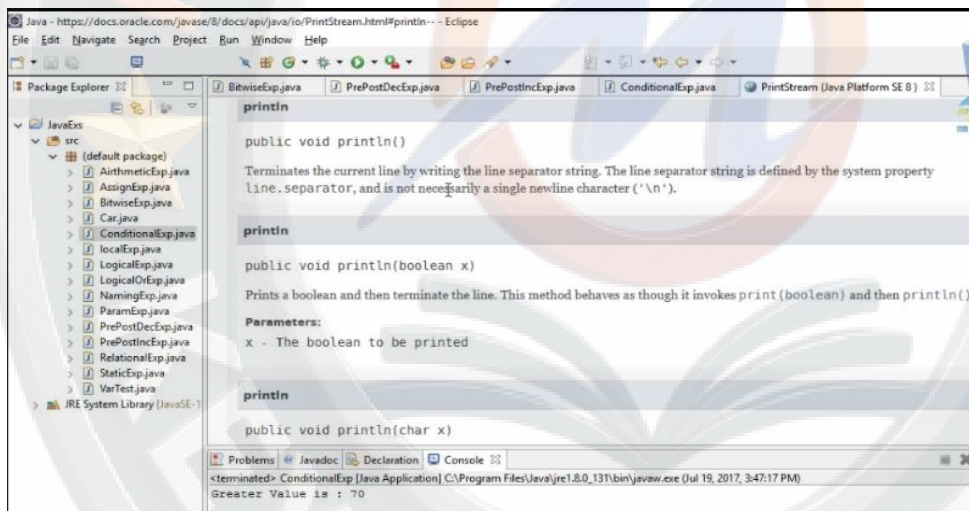 Java - https://docs.oracle.com/javase/8/docs/api/java/io/PrintStream.html#println-- - Eclipse
File Edit Navigate Search Project Run Window Help
Package Explorer
BitwiseExp.java PrePostDecExp.java PrePostIncExp.java ConditionalExp.java PrintStream (Java Platform SE 8)
JavaExs
src
(default package)
AirthmeticExp.java
AssignExp.java
BitwiseExp.java
Car.java
ConditionalExp.java
localExp.java
LogicalExp.java
LogicalOrExp.java
NamingExp.java
ParamExp.java
PrePostDecExp.java
PrePostIncExp.java
RelationalExp.java
StaticExp.java
VarTest.java
JRE System Library [JavaSE-1
println
public void println()
Terminates the current line by writing the line separator string. The line separator string is defined by the system property
line.separator, and is not necessarily a single newline character ('\n').
println
public void println(boolean x)
Prints a boolean and then terminate the line. This method behaves as though it invokes print(boolean) and then println()
Parameters:
x - The boolean to be printed
println
public void println(char x)
Problems Javadoc Declaration Console
<terminated> ConditionalExp [Java Application] C:\Program Files\Java\jre1.8.0_131\bin\javaw.exe (Jul 19, 2017, 3:47:17 PM)
Greater Value is : 70